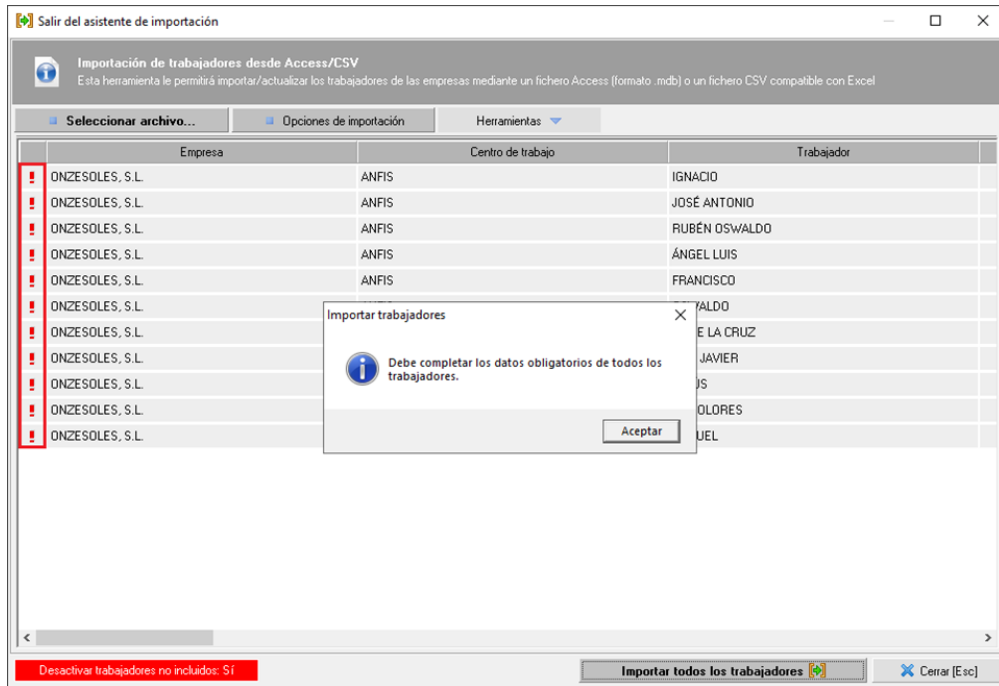 Salir del asistente de importación
Importación de trabajadores desde Access/CSV
Esta herramienta le permitirá importar/actualizar los trabajadores de las empresas mediante un fichero Access (formato .mdb) o un fichero CSV compatible con Excel
Seleccionar archivo... Opciones de importación Herramientas
Empresa Centro de trabajo Trabajador
ONZESOLES, S.L. ANFIS IGNACIO
ONZESOLES, S.L. ANFIS JOSÉ ANTONIO
ONZESOLES, S.L. ANFIS RUBÉN OSWALDO
ONZESOLES, S.L. ANFIS ÁNGEL LUIS
ONZESOLES, S.L. ANFIS FRANCISCO
ONZESOLES, S.L.
ONZESOLES, S.L. LA CRUZ
ONZESOLES, S.L. JAVIER
ONZESOLES, S.L.
ONZESOLES, S.L.
ONZESOLES, S.L.
Importar trabajadores
Debe completar los datos obligatorios de todos los
trabajadores.
Aceptar
Desactivar trabajadores no incluidos: Sí Importar todos los trabajadores Cerrar [Esc]